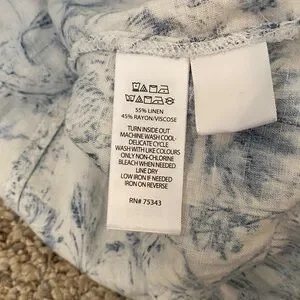 55% LINEN
45% RAYON/VISCOSE
TURN INSIDE OUT
MACHINE WASH COOL-
DELICATE CYCLE
WASH WITH LIKE COLOURS
ONLY NON-CHLORINE
BLEACH WHEN NEEDED
LINE DRY
LOW IRON IF NEEDED
IRON ON REVERSE
RN# 75343